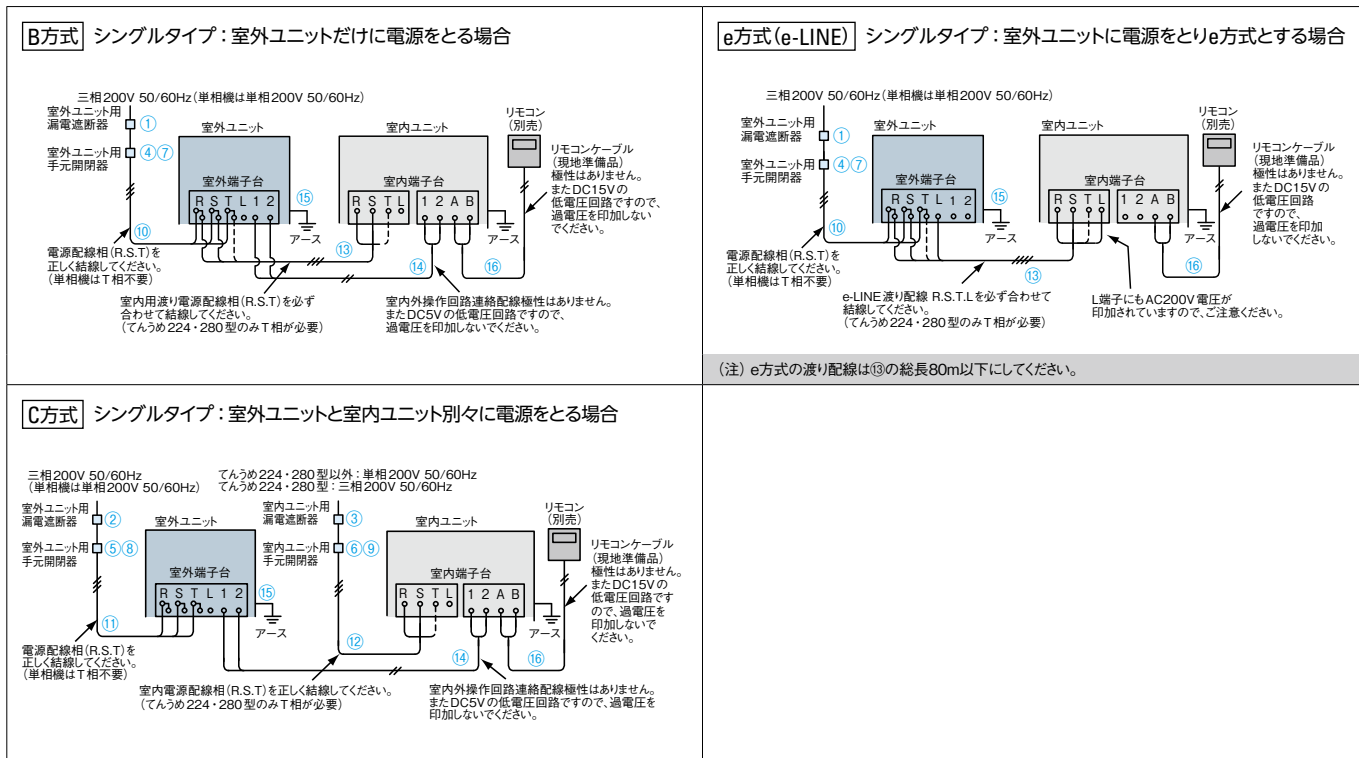 B方式 シングルタイプ：室外ユニットだけに電源をとる場合
三相200V 50/60Hz（単相機は単相200V 50/60Hz）
室外ユニット用
漏電遮断器
①
室外ユニット用
手元開閉器
④⑦
室外ユニット
室外端子台
R S T L 1 2
⑮
アース
室内ユニット
室内端子台
R S T L
1 2 A B
アース
リモコン
（別売）
リモコンケーブル
（現地準備品）
極性はありません。
またDC15Vの
低電圧回路ですので、
過電圧を印加しない
でください。
⑩
⑬
⑭
⑯
電源配線相（R.S.T）を
正しく結線してください。
（単相機はT相不要）
室内用渡り電源配線相（R.S.T）を必ず
合わせて結線してください。
（てんうめ224・280型のみT相が必要）
室内外操作回路連絡配線極性はありません。
またDC5Vの低電圧回路ですので、
過電圧を印加しないでください。
e方式（e-LINE） シングルタイプ：室外ユニットに電源をとりe方式とする場合
三相200V 50/60Hz（単相機は単相200V 50/60Hz）
室外ユニット用
漏電遮断器
①
室外ユニット用
手元開閉器
④⑦
室外ユニット
室外端子台
R S T L 1 2
⑮
アース
室内ユニット
室内端子台
R S T L
1 2 A B
アース
リモコン
（別売）
リモコンケーブル
（現地準備品）
極性はありません。
またDC15Vの
低電圧回路
ですので、
過電圧を印加
しないでください。
⑩
⑬
⑯
電源配線相（R.S.T）を
正しく結線してください。
（単相機はT相不要）
e-LINE渡り配線 R.S.T.Lを必ず合わせて
結線してください。
（てんうめ224・280型のみT相が必要）
L端子にもAC200V電圧が
印加されていますので、ご注意ください。
（注） e方式の渡り配線は⑬の総長80m以下にしてください。
C方式 シングルタイプ：室外ユニットと室内ユニット別々に電源をとる場合
三相200V 50/60Hz
（単相機は単相200V 50/60Hz）
てんうめ224・280型以外：単相200V 50/60Hz
てんうめ224・280型：三相200V 50/60Hz
室外ユニット用
漏電遮断器
②
室外ユニット用
手元開閉器
⑤⑧
室外ユニット
室外端子台
R S T L 1 2
⑮
アース
室内ユニット用
漏電遮断器
③
室内ユニット用
手元開閉器
⑥⑨
室内ユニット
室内端子台
R S T L
1 2 A B
アース
リモコン
（別売）
リモコンケーブル
（現地準備品）
極性はありません。
またDC15Vの
低電圧回路です
ので、過電圧を
印加しないで
ください。
⑪
⑫
⑭
⑯
電源配線相（R.S.T）を
正しく結線してください。
（単相機はT相不要）
室内電源配線相（R.S.T）を正しく結線してください。
（てんうめ224・280型のみT相が必要）
室内外操作回路連絡配線極性はありません。
またDC5Vの低電圧回路ですので、過電圧を
印加しないでください。